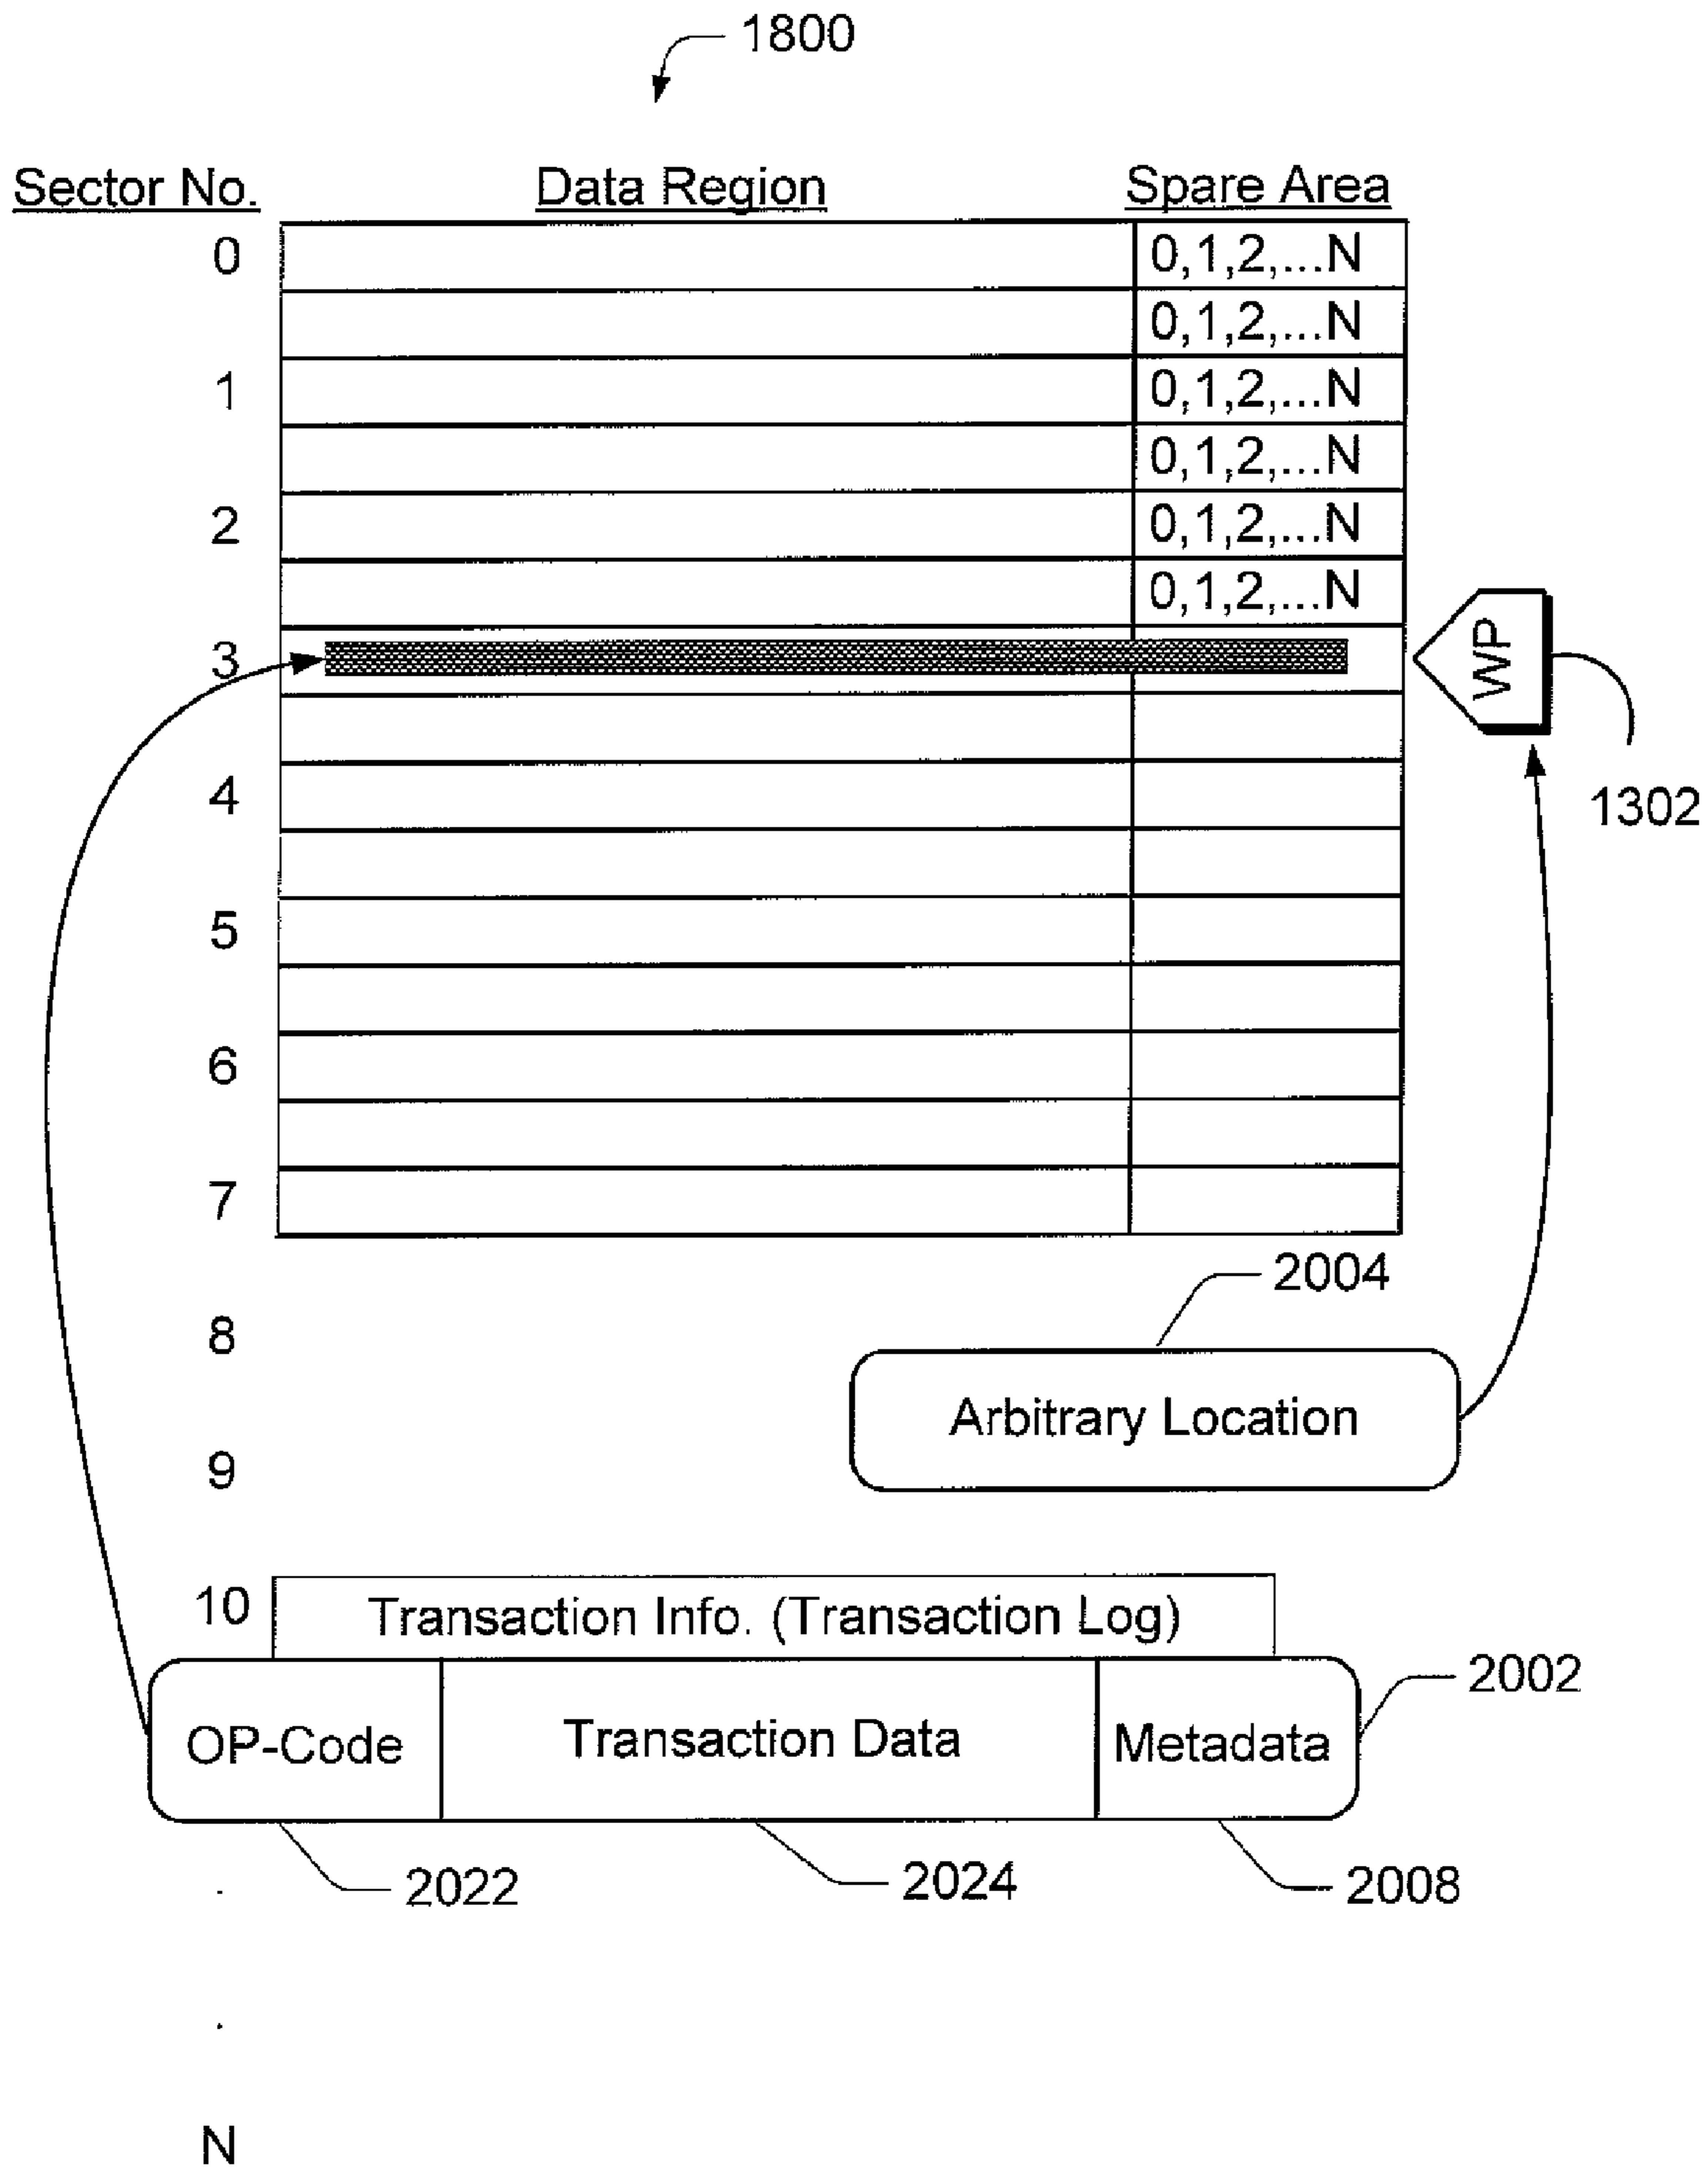 1800
Sector No. Data Region Spare Area
0 0,1,2,...N
0,1,2,...N
1 0,1,2,...N
0,1,2,...N
2 0,1,2,...N
0,1,2,...N
3 WP
4 1302
5
6
7
2004
8
Arbitrary Location
9
10 Transaction Info. (Transaction Log)
2002
OP-Code Transaction Data Metadata
2022 2024 2008
.
.
N